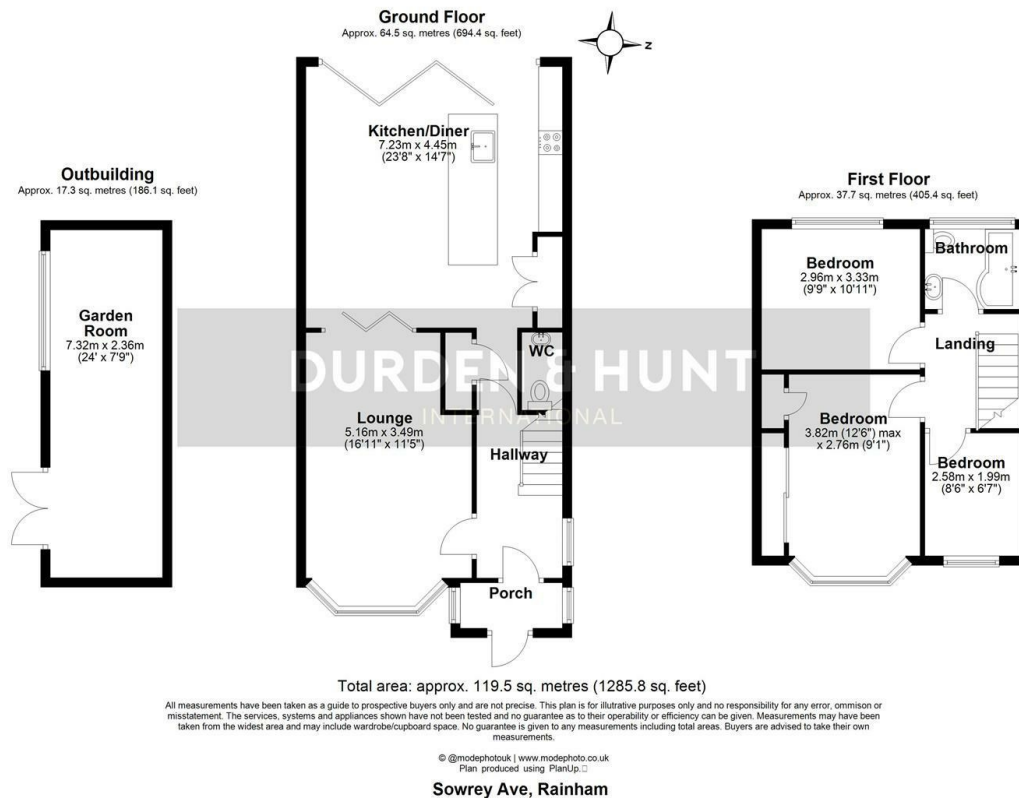 Ground Floor
Approx. 64.5 sq. metres (694.4 sq. feet)
z
Kitchen/Diner
7.23m x 4.45m
(23'8" x 14'7")
Outbuilding
Approx. 17.3 sq. metres (186.1 sq. feet)
Garden
Room
7.32m x 2.36m
(24' x 7'9")
First Floor
Approx. 37.7 sq. metres (405.4 sq. feet)
Bedroom
2.96m x 3.33m
(9'9" x 10'11")
Bathroom
Landing
WC
DURDEN & HUNT
INTERNATIONAL
Lounge
5.16m x 3.49m
(16'11" x 11'5")
Hallway
Bedroom
3.82m (12'6") max
x 2.76m (9'1")
Bedroom
2.58m x 1.99m
(8'6" x 6'7")
Porch
Total area: approx. 119.5 sq. metres (1285.8 sq. feet)
All measurements have been taken as a guide to prospective buyers only and are not precise. This plan is for illutrative purposes only and no responsibility for any error, ommison or
misstatement. The services, systems and appliances shown have not been tested and no guarantee as to their operability or efficiency can be given. Measurements may have been
taken from the widest area and may include wardrobe/cupboard space. No guarantee is given to any measurements including total areas. Buyers are advised to take their own
measurements.
© @modephotouk | www.modephoto.co.uk
Plan produced using PlanUp.
Sowrey Ave, Rainham